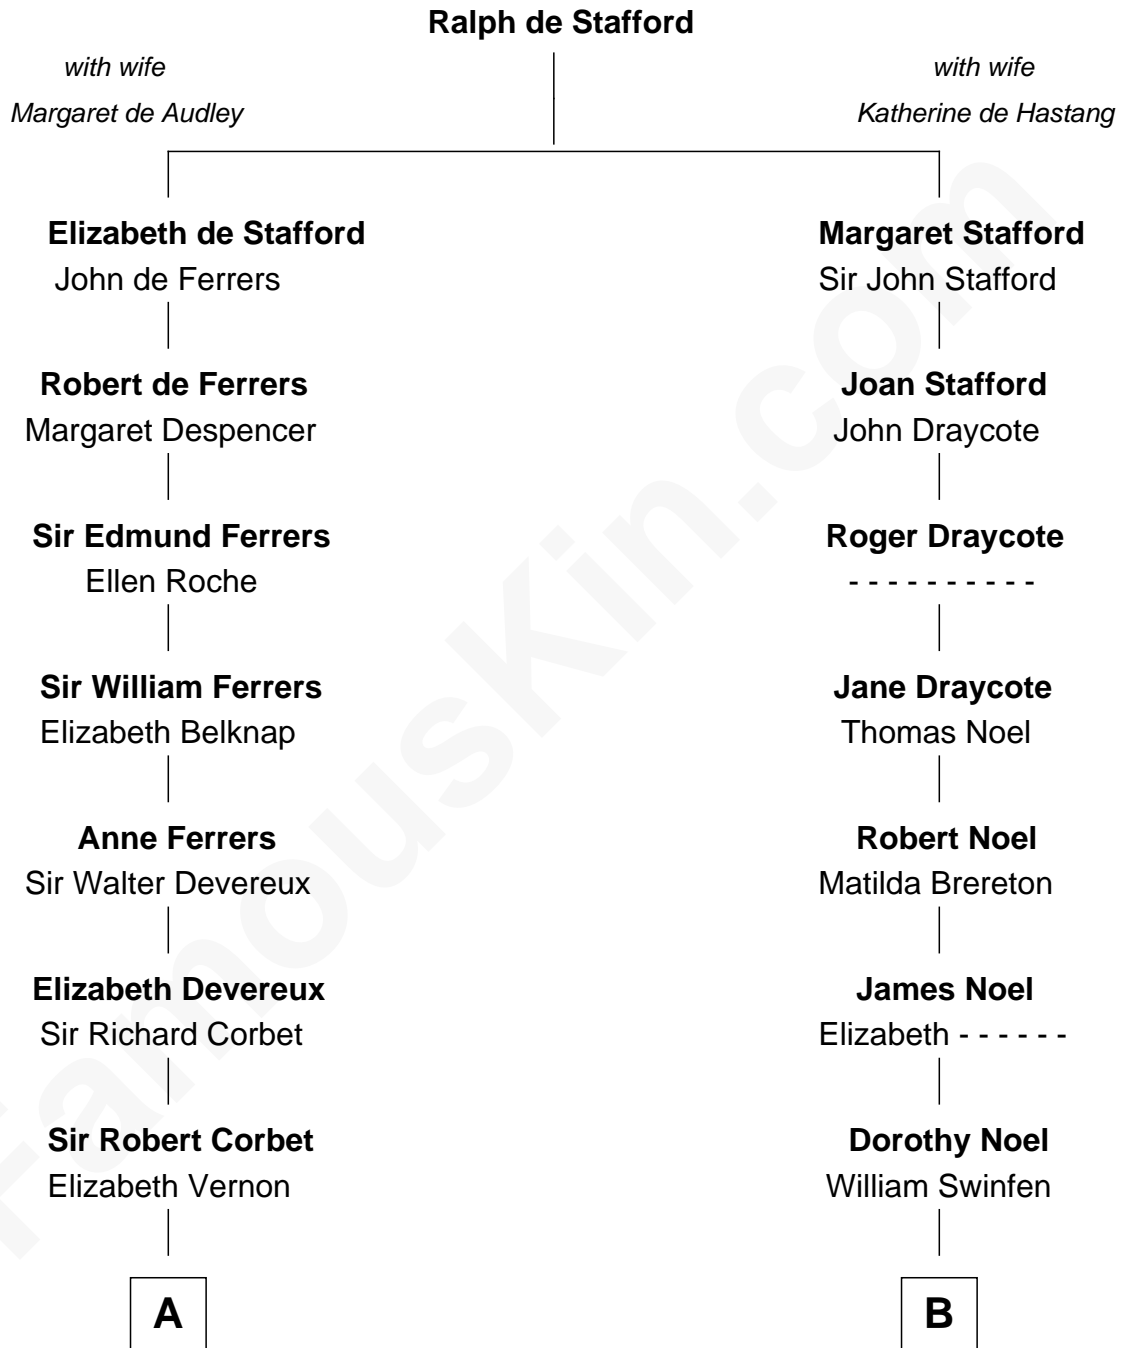 Ralph de Stafford
with wife
Margaret de Audley
with wife
Katherine de Hastang
Elizabeth de Stafford
John de Ferrers
Margaret Stafford
Sir John Stafford
Robert de Ferrers
Margaret Despencer
Joan Stafford
John Draycote
Sir Edmund Ferrers
Ellen Roche
Roger Draycote
- - - - - - - - - -
Sir William Ferrers
Elizabeth Belknap
Jane Draycote
Thomas Noel
Anne Ferrers
Sir Walter Devereux
Robert Noel
Matilda Brereton
Elizabeth Devereux
Sir Richard Corbet
James Noel
Elizabeth - - - - - -
Sir Robert Corbet
Elizabeth Vernon
Dorothy Noel
William Swinfen
A
B
FamousKin.com